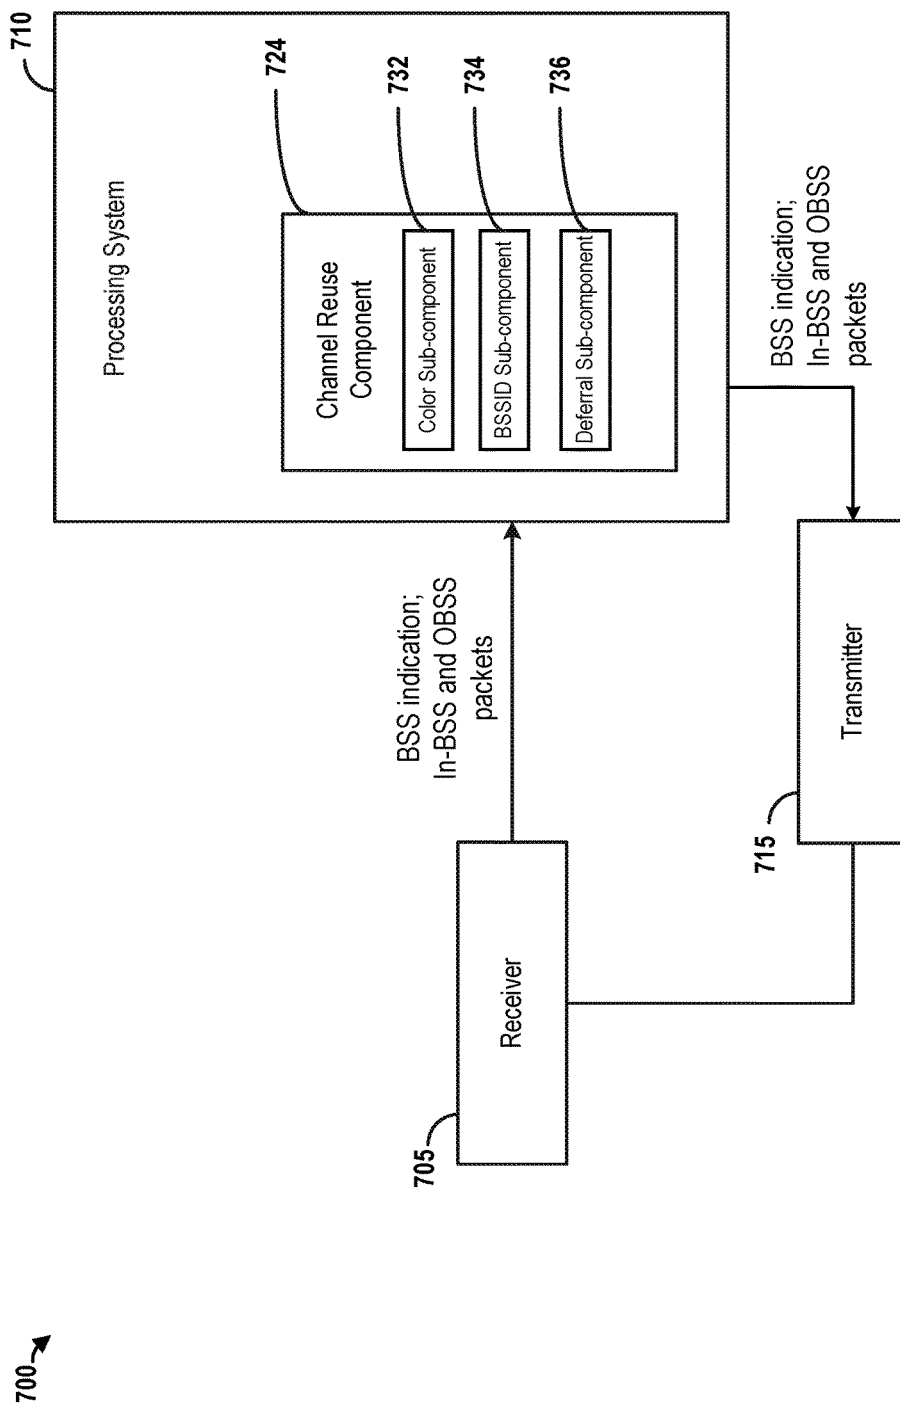 700
710
Processing System
724
Channel Reuse
Component
732
Color Sub-component
734
BSSID Sub-component
736
Deferral Sub-component
BSS indication;
In-BSS and OBSS
packets
BSS indication;
In-BSS and OBSS
packets
705
Receiver
715
Transmitter